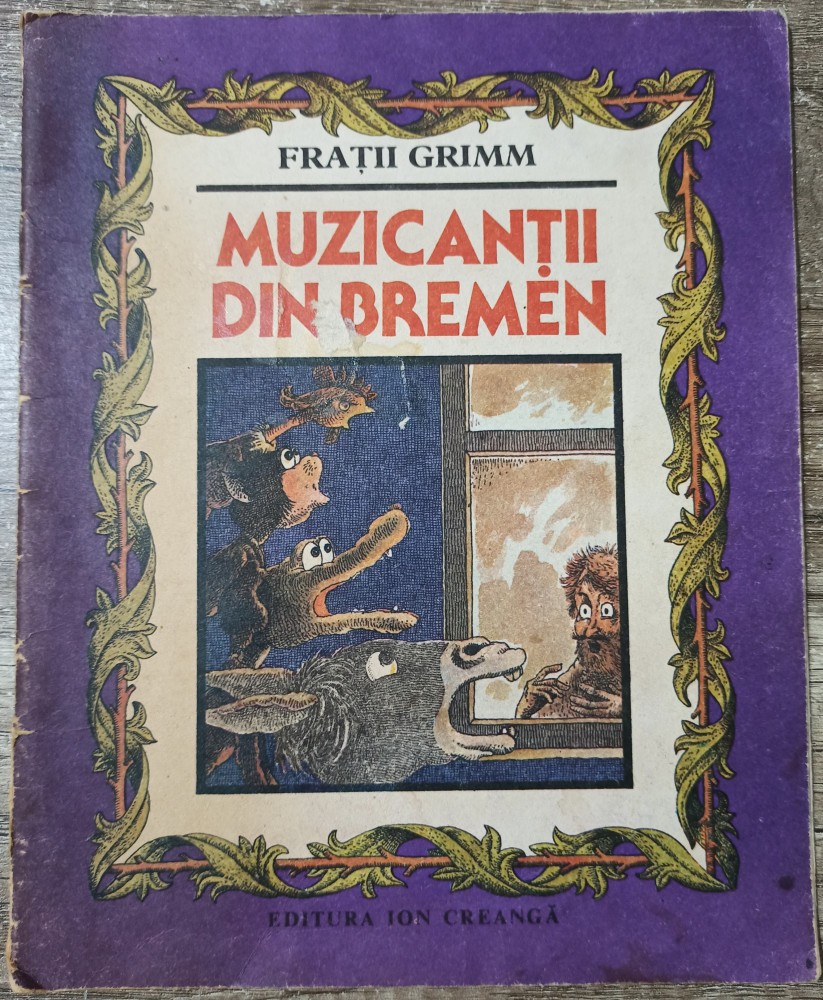 FRAȚII GRIMM
MUZICANȚII
DIN BREMEN
EDITURA ION CREANGĂ